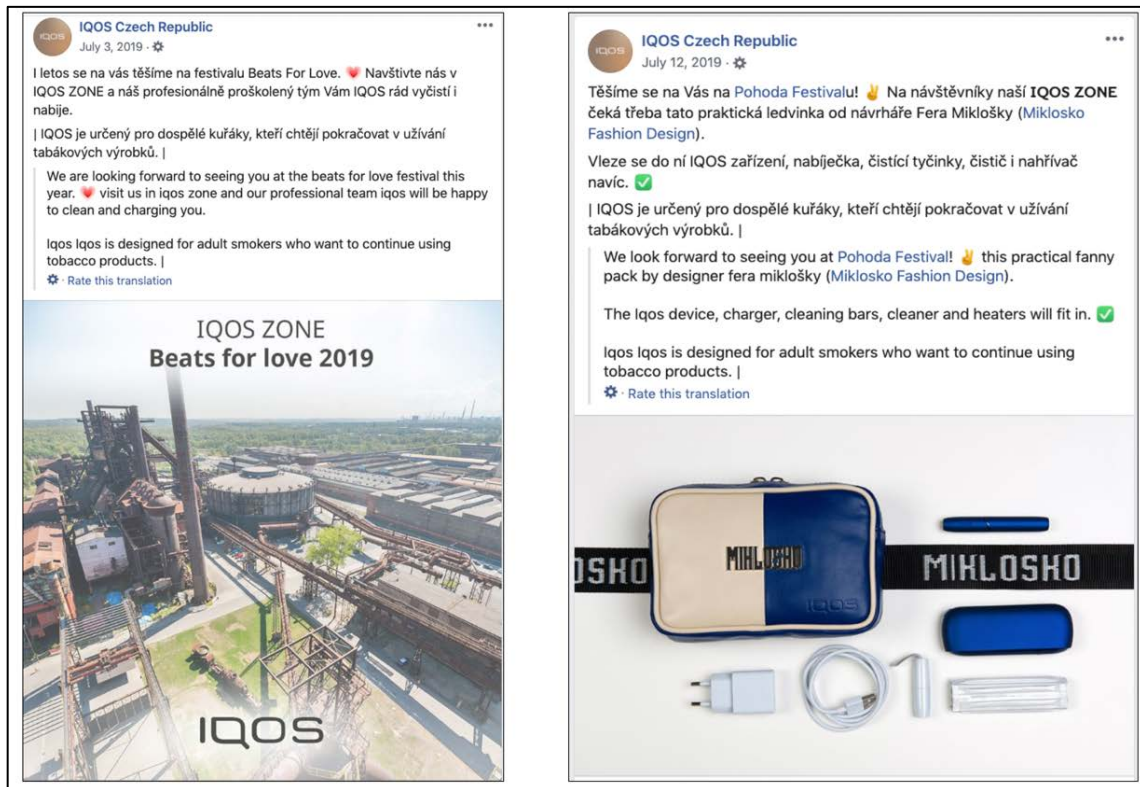 IQOS
IQOS Czech Republic
July 3, 2019 ·
I letos se na vás těšíme na festivalu Beats For Love. ❤️ Navštivte nás v
IQOS ZONE a náš profesionálně proškolený tým Vám IQOS rád vyčistí i
nabije.
| IQOS je určený pro dospělé kuřáky, kteří chtějí pokračovat v užívání
tabákových výrobků. |
We are looking forward to seeing you at the beats for love festival this
year. ❤️ visit us in iqos zone and our professional team iqos will be happy
to clean and charging you.
Iqos Iqos is designed for adult smokers who want to continue using
tobacco products. |
· Rate this translation
IQOS ZONE
Beats for love 2019
IQOS
IQOS
IQOS Czech Republic
July 12, 2019 ·
Těšíme se na Vás na Pohoda Festivalu! ✌️ Na návštěvníky naší IQOS ZONE
čeká třeba tato praktická ledvinka od návrháře Fera Miklošky (Miklosko
Fashion Design).
Vleze se do ní IQOS zařízení, nabíječka, čistící tyčinky, čistič i nahřívač
navíc. ✅
| IQOS je určený pro dospělé kuřáky, kteří chtějí pokračovat v užívání
tabákových výrobků. |
We look forward to seeing you at Pohoda Festival! ✌️ this practical fanny
pack by designer fera miklošky (Miklosko Fashion Design).
The Iqos device, charger, cleaning bars, cleaner and heaters will fit in. ✅
Iqos Iqos is designed for adult smokers who want to continue using
tobacco products. |
· Rate this translation
OSKO
MIKLOSKO
MIKLOSKO
IQOS